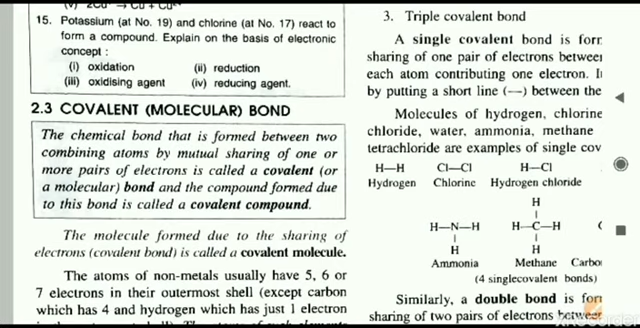 (v) 2Cu⁺ → Cu + Cu²⁺
15. Potassium (at No. 19) and chlorine (at No. 17) react to
form a compound. Explain on the basis of electronic
concept :
(i) oxidation (ii) reduction
(iii) oxidising agent (iv) reducing agent.
2.3 COVALENT (MOLECULAR) BOND
The chemical bond that is formed between two
combining atoms by mutual sharing of one or
more pairs of electrons is called a covalent (or
a molecular) bond and the compound formed due
to this bond is called a covalent compound.
The molecule formed due to the sharing of
electrons (covalent bond) is called a covalent molecule.
The atoms of non-metals usually have 5, 6 or
7 electrons in their outermost shell (except carbon
which has 4 and hydrogen which has just 1 electron
3. Triple covalent bond
A single covalent bond is
sharing of one pair of electrons
each atom contributing one electron.
by putting a short line (—) between the
Molecules of hydrogen, chlorine
chloride, water, ammonia, methane
tetrachloride are examples of single cov
H—H Cl—Cl H—Cl
Hydrogen Chlorine Hydrogen chloride
H
H—N—H H—C—H
H H
Ammonia Methane Carbo
(4 singlecovalent bonds)
Similarly, a double bond is
sharing of two pairs of electrons